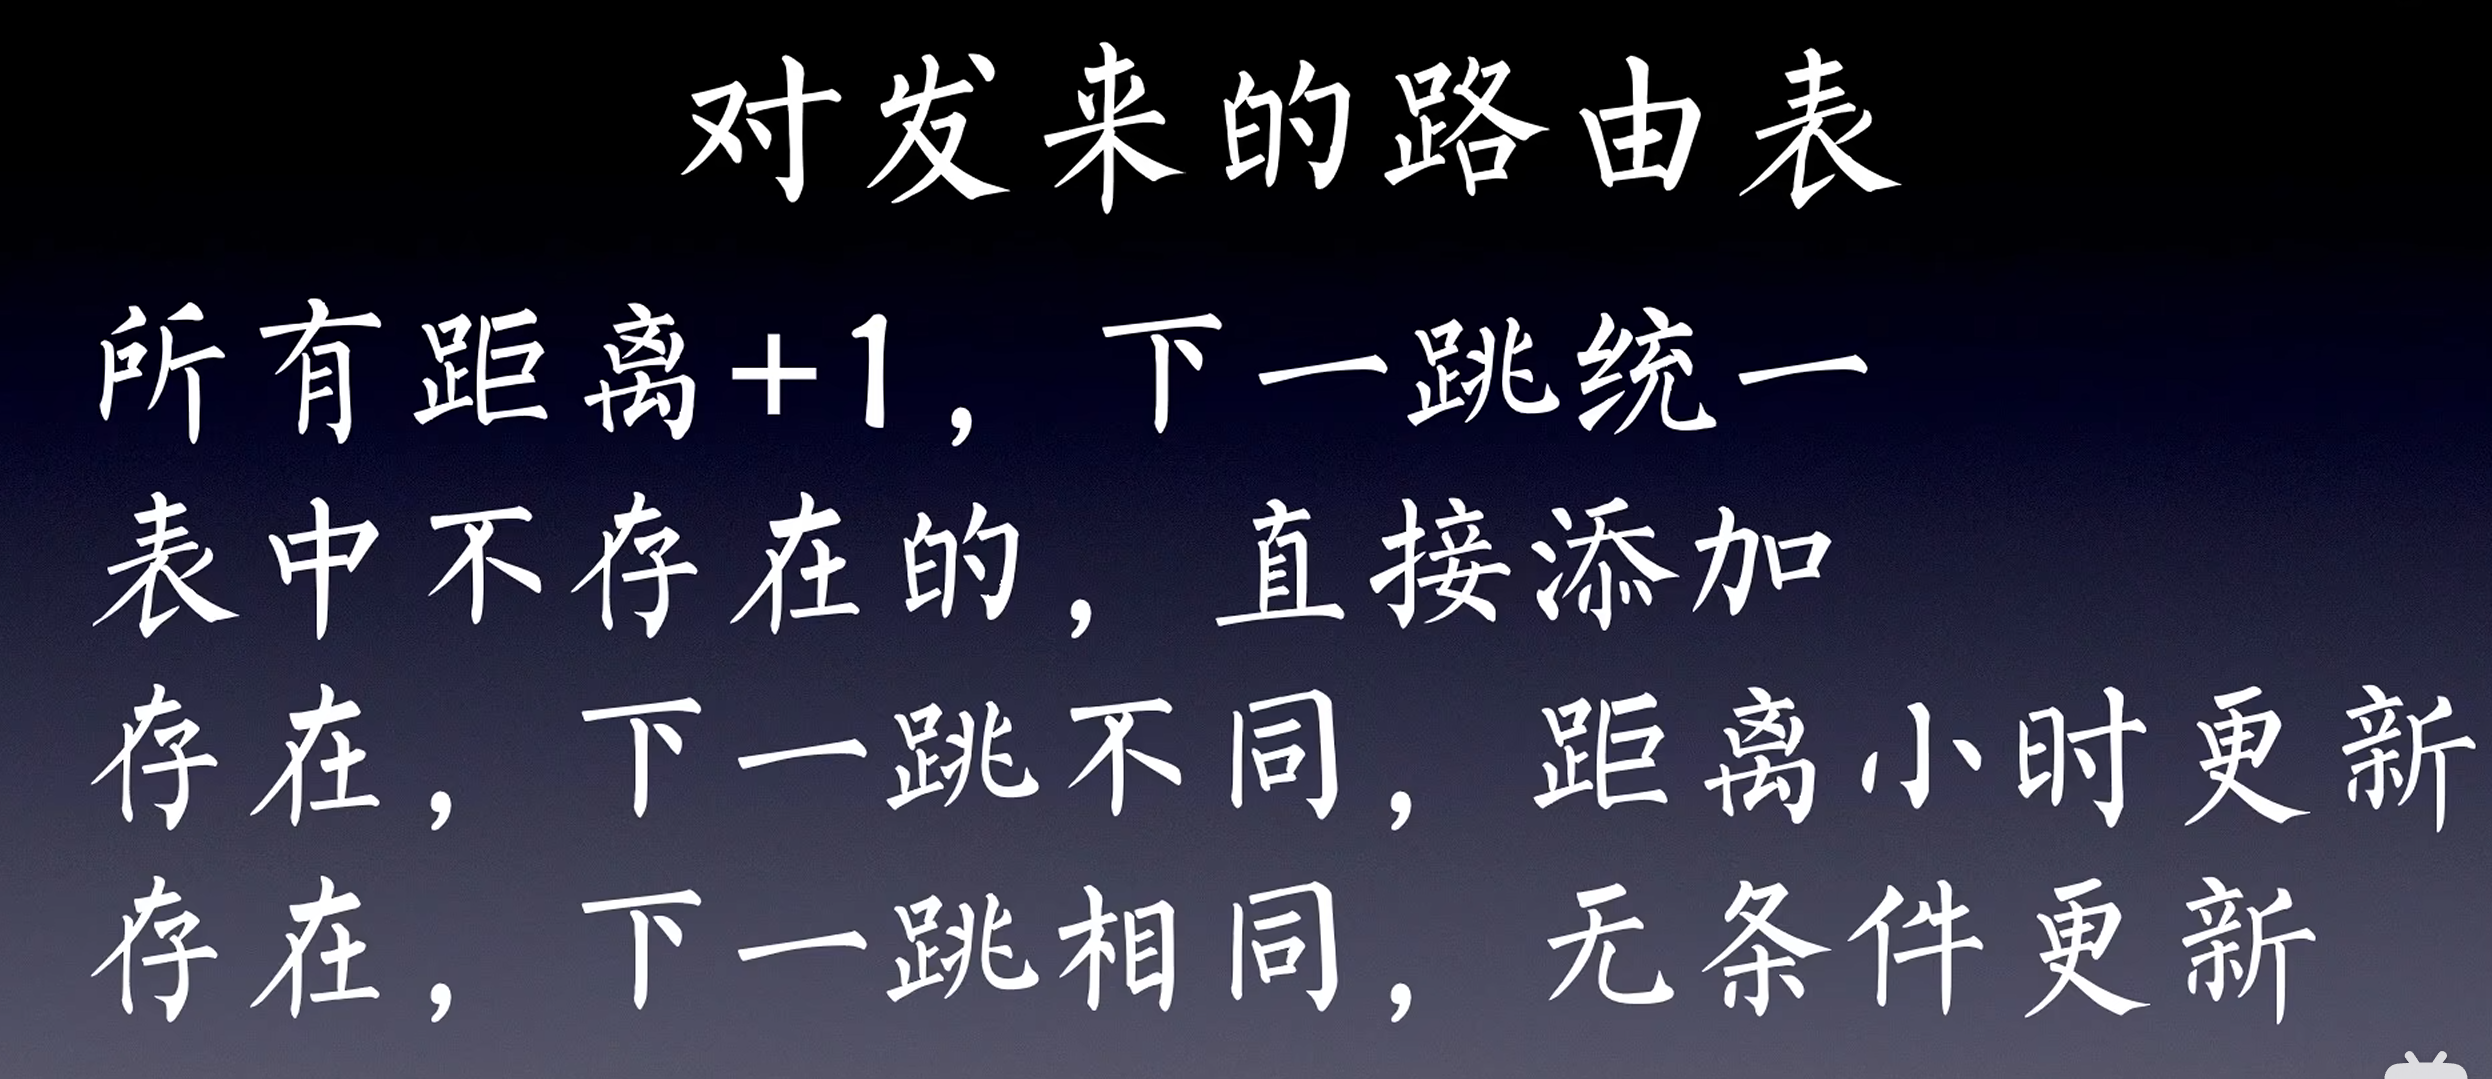 对发来的路由表
所有距离+1，下一跳统一
表中不存在的，直接添加
存在，下一跳不同，距离小时更新
存在，下一跳相同，无条件更新